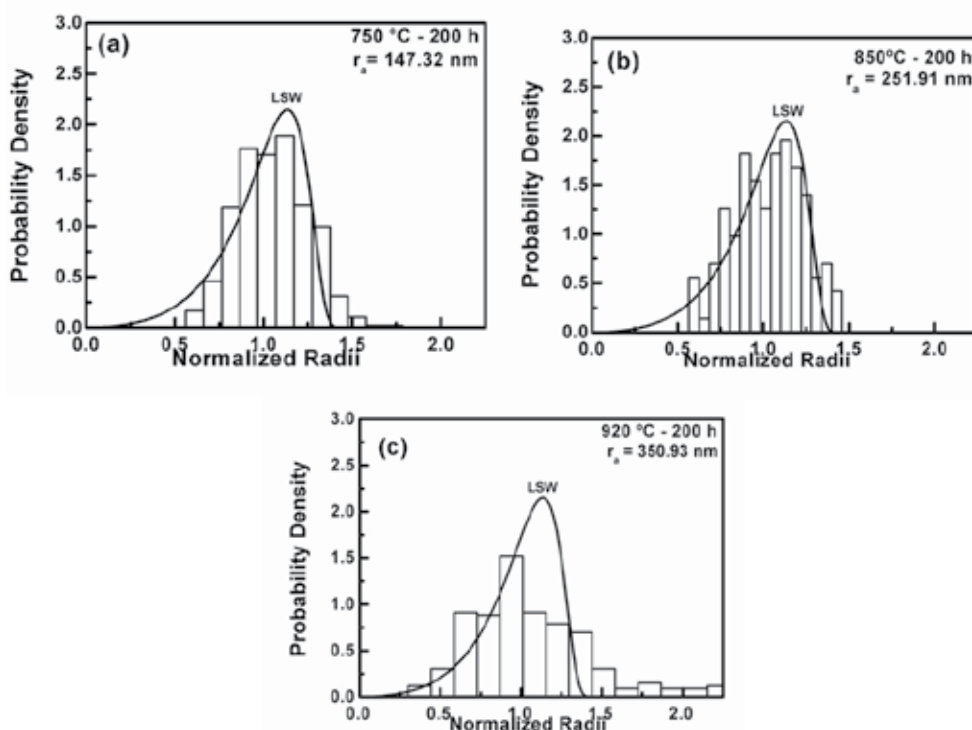 (a)
750 °C - 200 h
rₐ = 147.32 nm
LSW
Probability Density
3.0
2.5
2.0
1.5
1.0
0.5
0.0
0.0 0.5 1.0 1.5 2.0
Normalized Radii
(b)
850ºC - 200 h
rₐ = 251.91 nm
LSW
Probability Density
3.0
2.5
2.0
1.5
1.0
0.5
0.0
0.0 0.5 1.0 1.5 2.0
Normalized Radii
(c)
920 ºC - 200 h
rₐ = 350.93 nm
LSW
Probability Density
3.0
2.5
2.0
1.5
1.0
0.5
0.0
0.0 0.5 1.0 1.5 2.0
Normalized Radii